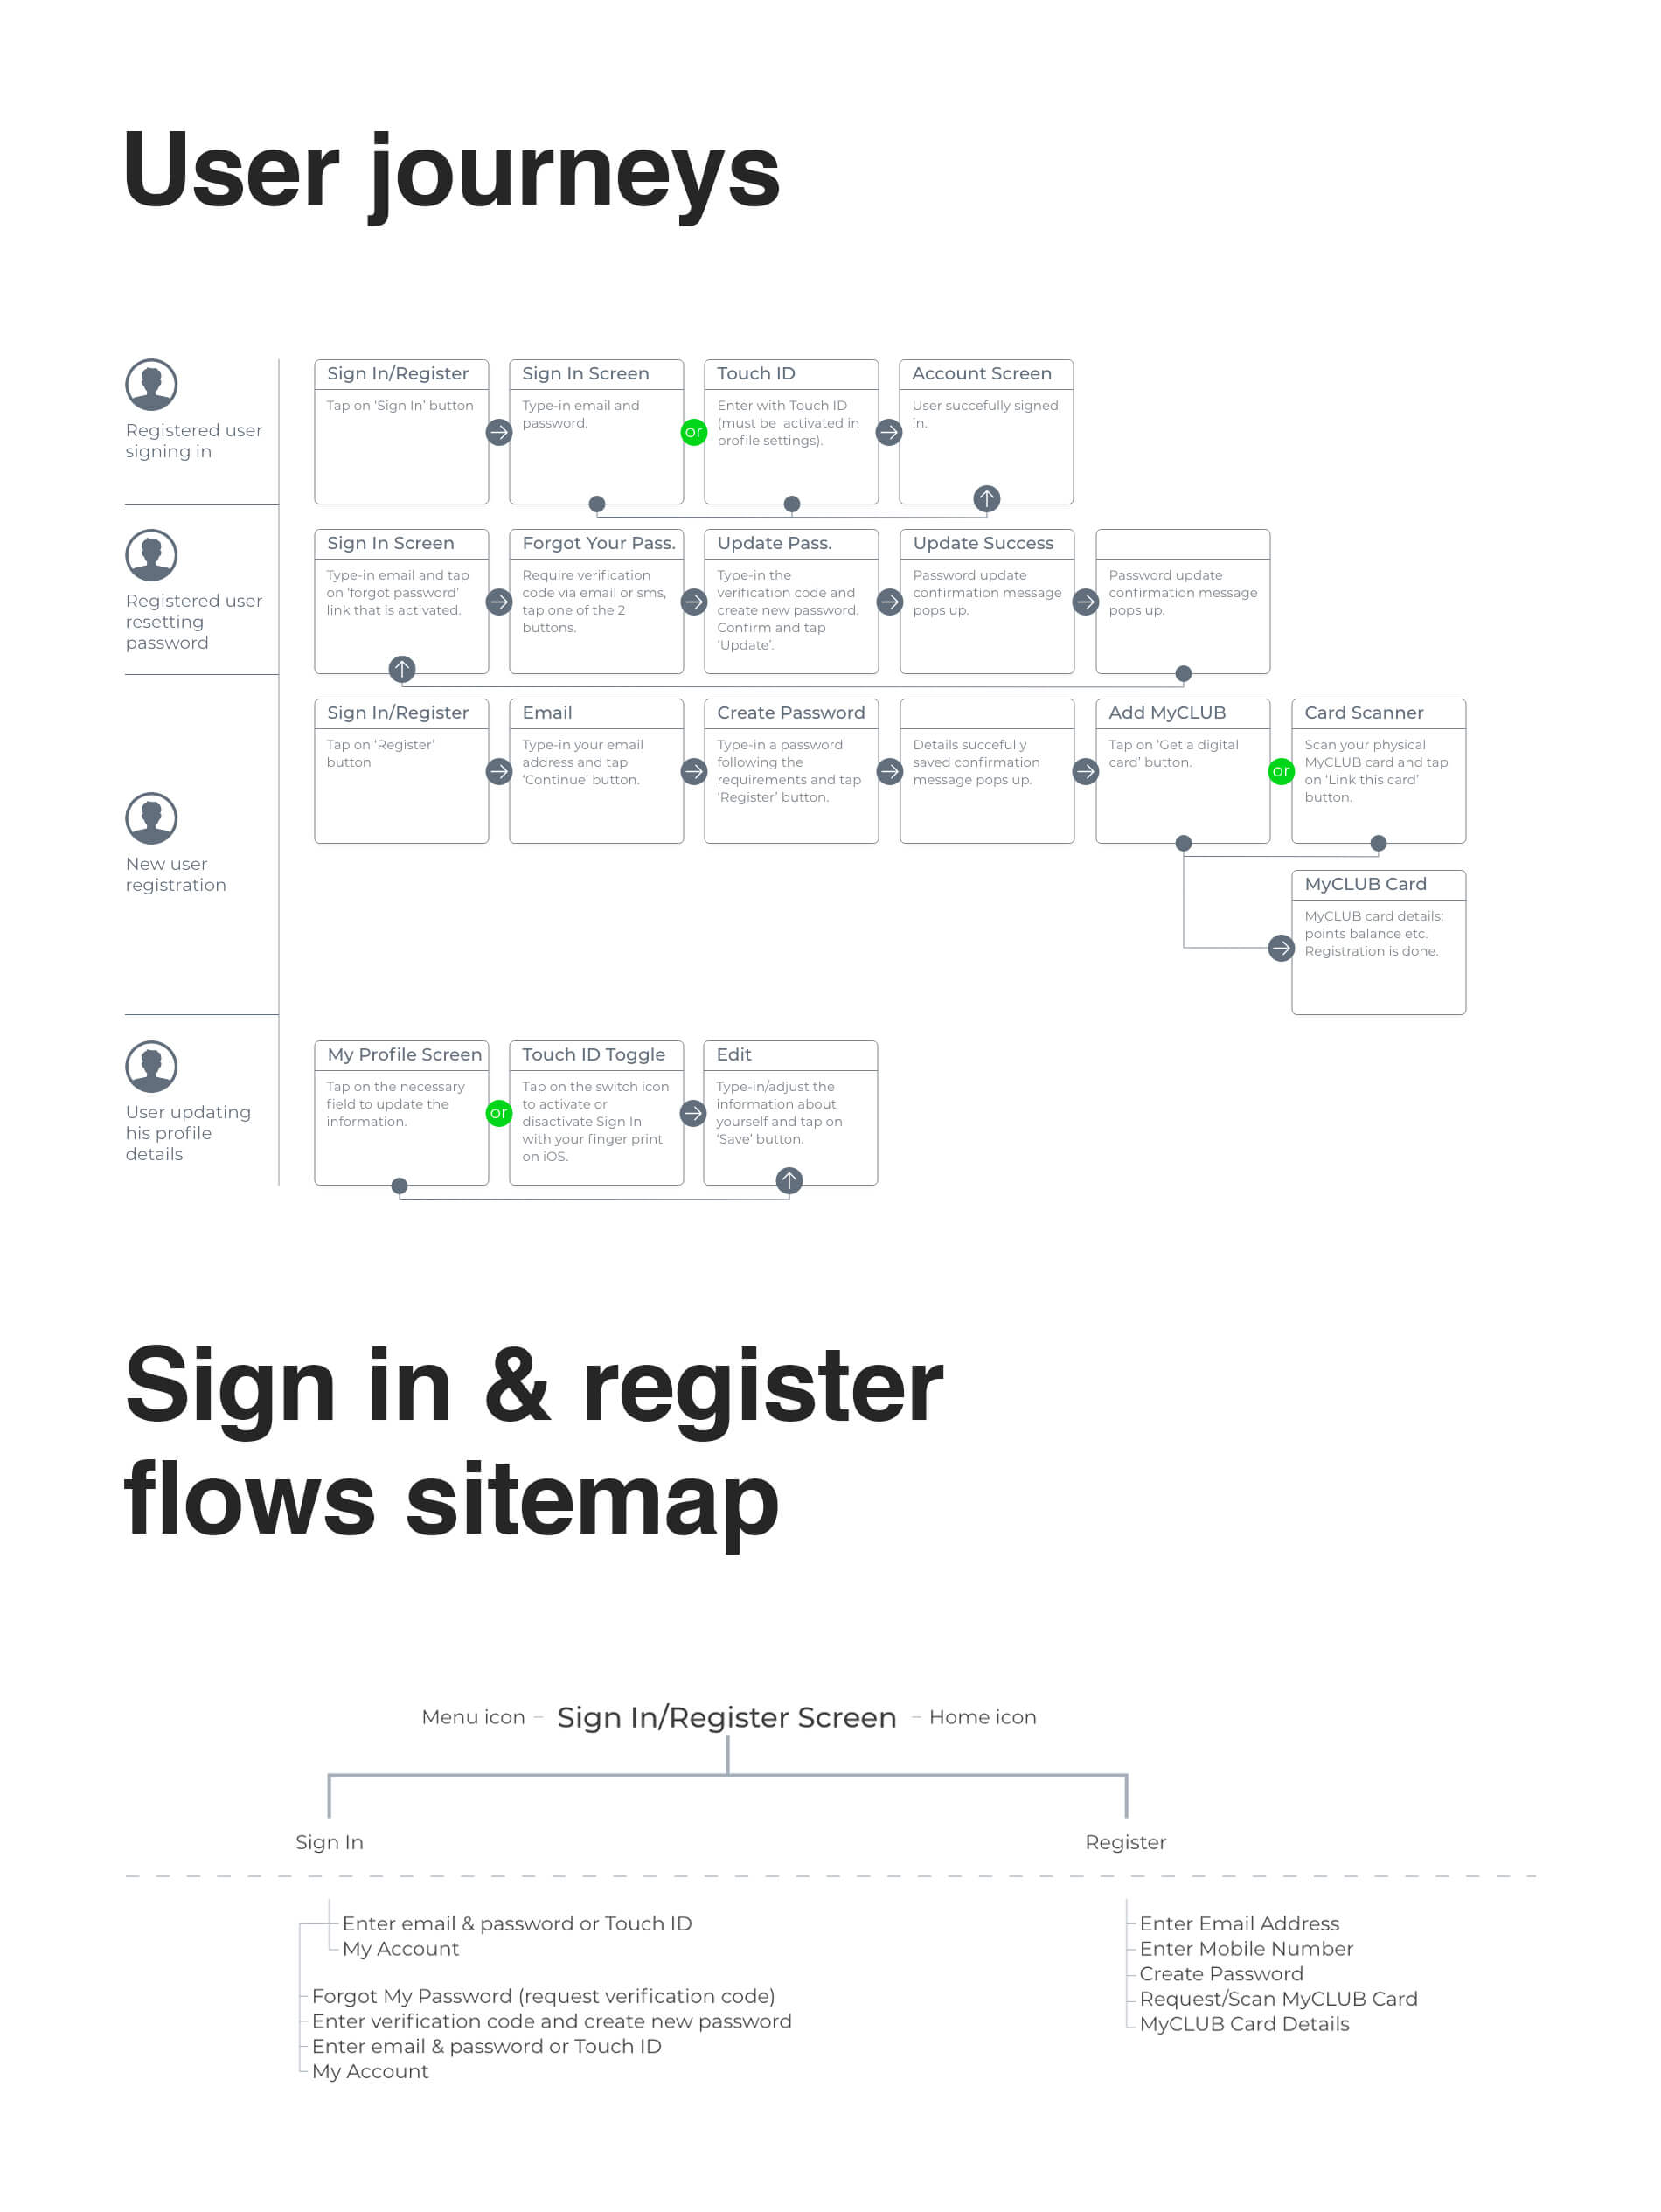 User journeys
Registered user
signing in
Sign In/Register
Tap on ‘Sign In’ button
Sign In Screen
Type-in email and
password.
or
Touch ID
Enter with Touch ID
(must be activated in
profile settings).
Account Screen
User succefully signed
in.
Registered user
resetting
password
Sign In Screen
Type-in email and tap
on ‘forgot password’
link that is activated.
Forgot Your Pass.
Require verification
code via email or sms,
tap one of the 2
buttons.
Update Pass.
Type-in the
verification code and
create new password.
Confirm and tap
‘Update’.
Update Success
Password update
confirmation message
pops up.
Password update
confirmation message
pops up.
New user
registration
Sign In/Register
Tap on ‘Register’
button
Email
Type-in your email
address and tap
‘Continue’ button.
Create Password
Type-in a password
following the
requirements and tap
‘Register’ button.
Details succefully
saved confirmation
message pops up.
Add MyCLUB
Tap on ‘Get a digital
card’ button.
or
Card Scanner
Scan your physical
MyCLUB card and tap
on ‘Link this card’
button.
MyCLUB Card
MyCLUB card details:
points balance etc.
Registration is done.
User updating
his profile
details
My Profile Screen
Tap on the necessary
field to update the
information.
or
Touch ID Toggle
Tap on the switch icon
to activate or
disactivate Sign In
with your finger print
on iOS.
Edit
Type-in/adjust the
information about
yourself and tap on
‘Save’ button.
Sign in & register
flows sitemap
Menu icon
Sign In/Register Screen
Home icon
Sign In
Register
Enter email & password or Touch ID
My Account
Forgot My Password (request verification code)
Enter verification code and create new password
Enter email & password or Touch ID
My Account
Enter Email Address
Enter Mobile Number
Create Password
Request/Scan MyCLUB Card
MyCLUB Card Details